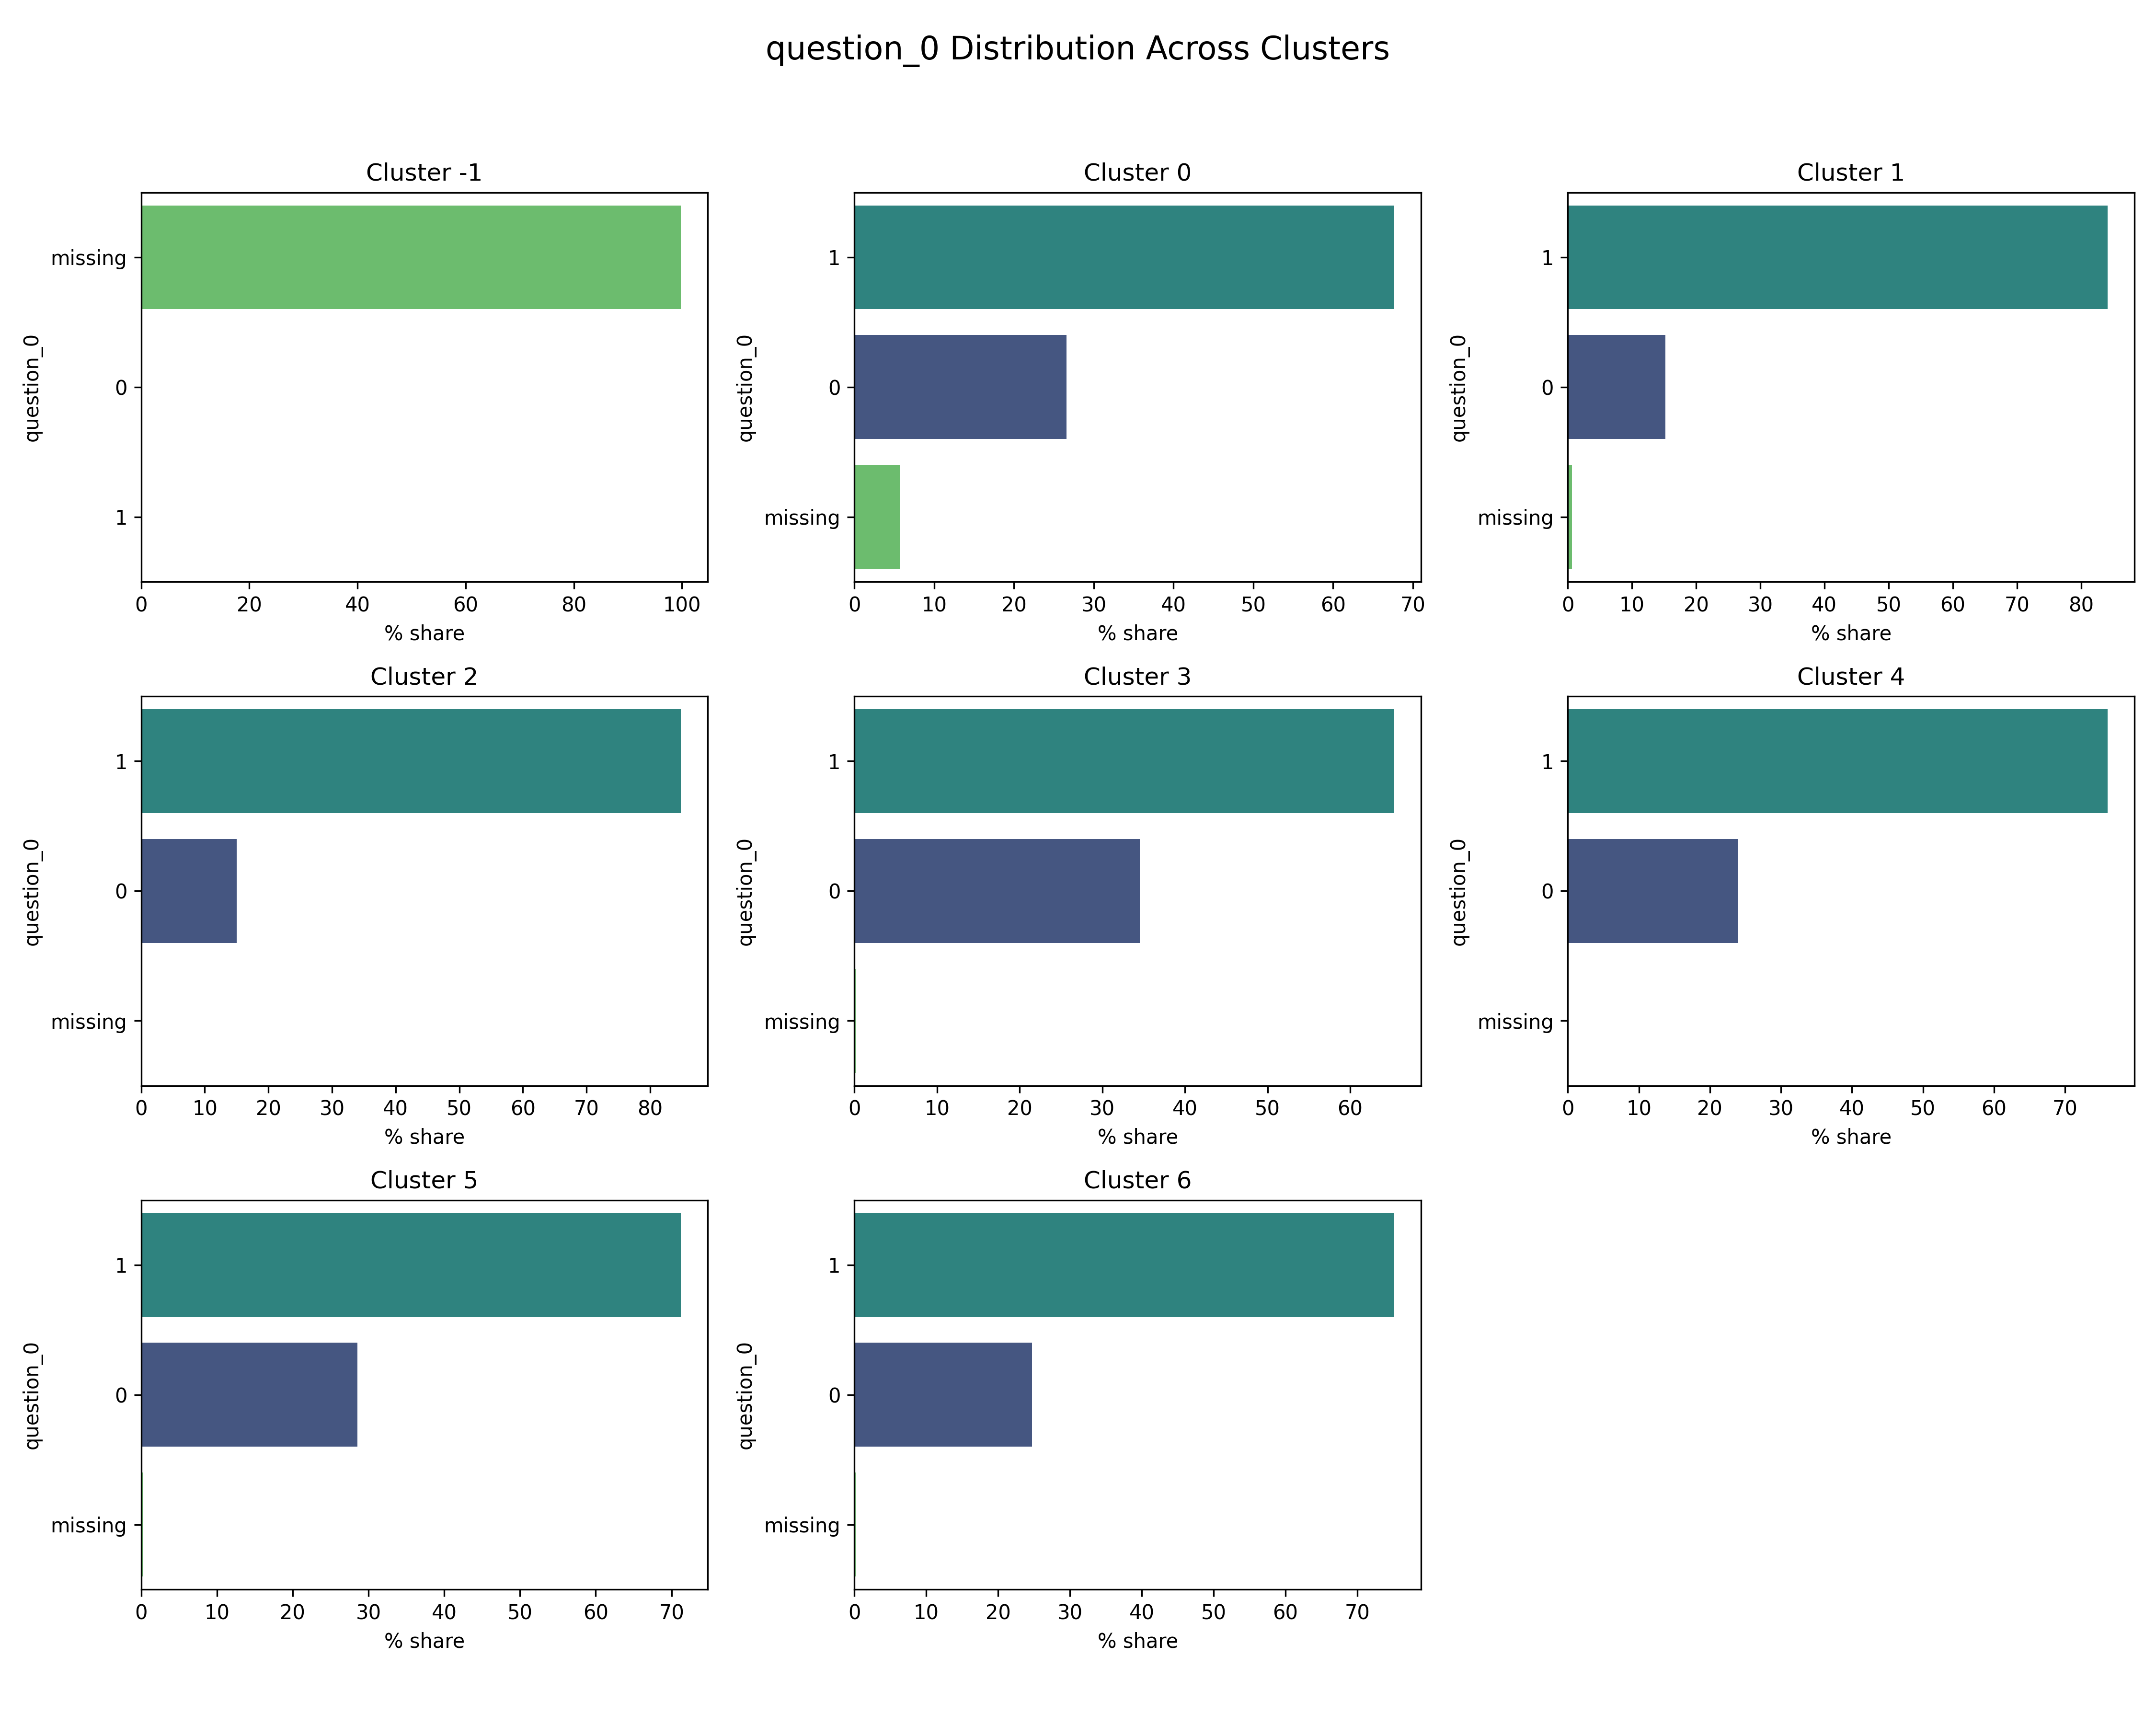 question_0 Distribution Across Clusters
Cluster -1
missing
0
1
question_0
0 20 40 60 80 100
% share
Cluster 0
1
0
missing
question_0
0 10 20 30 40 50 60 70
% share
Cluster 1
1
0
missing
question_0
0 10 20 30 40 50 60 70 80
% share
Cluster 2
1
0
missing
question_0
0 10 20 30 40 50 60 70 80
% share
Cluster 3
1
0
missing
question_0
0 10 20 30 40 50 60
% share
Cluster 4
1
0
missing
question_0
0 10 20 30 40 50 60 70
% share
Cluster 5
1
0
missing
question_0
0 10 20 30 40 50 60 70
% share
Cluster 6
1
0
missing
question_0
0 10 20 30 40 50 60 70
% share